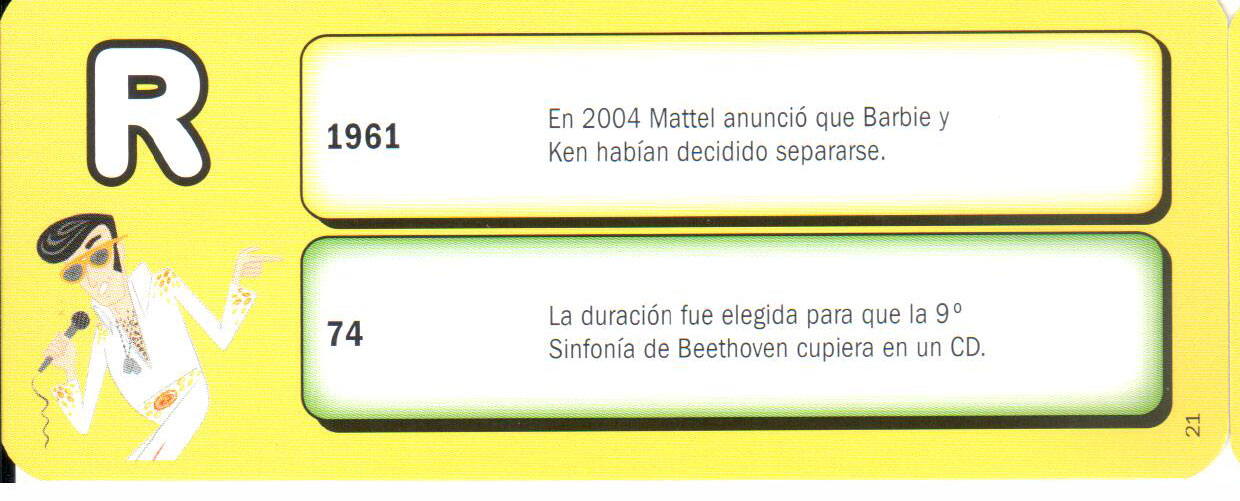 R
1961
En 2004 Mattel anunció que Barbie y
Ken habían decidido separarse.
74
La duración fue elegida para que la 9º
Sinfonía de Beethoven cupiera en un CD.
21